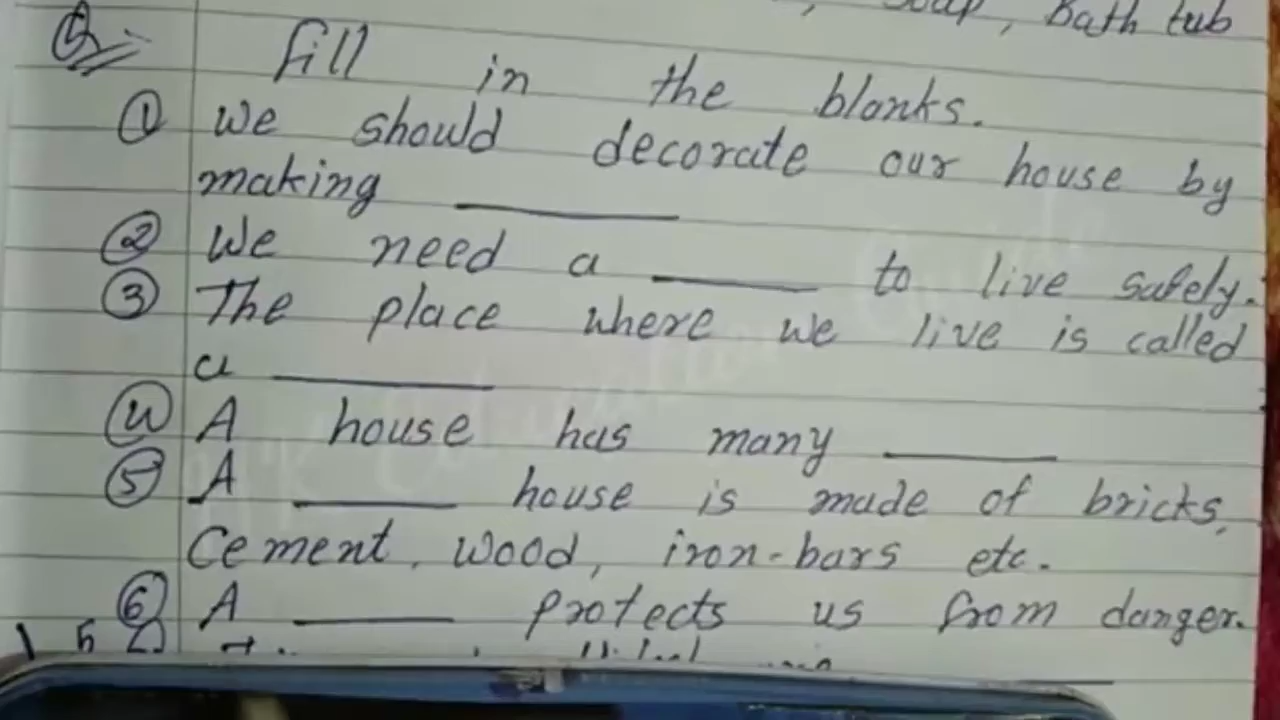 Soap, Bath tub
Q. Fill in the blanks.
① We should decorate our house by
making ________
② We need a ______ to live safely.
③ The place where we live is called
a ________
④ A house has many ______
⑤ A ______ house is made of bricks,
Cement, wood, iron-bars etc.
⑥ A ______ protects us from danger.